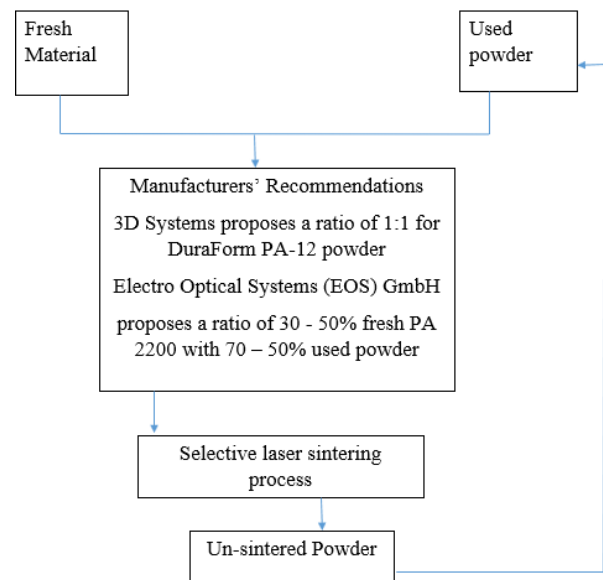 Fresh
Material
Used
powder
Manufacturers’ Recommendations
3D Systems proposes a ratio of 1:1 for
DuraForm PA-12 powder
Electro Optical Systems (EOS) GmbH
proposes a ratio of 30 - 50% fresh PA
2200 with 70 – 50% used powder
Selective laser sintering
process
Un-sintered Powder